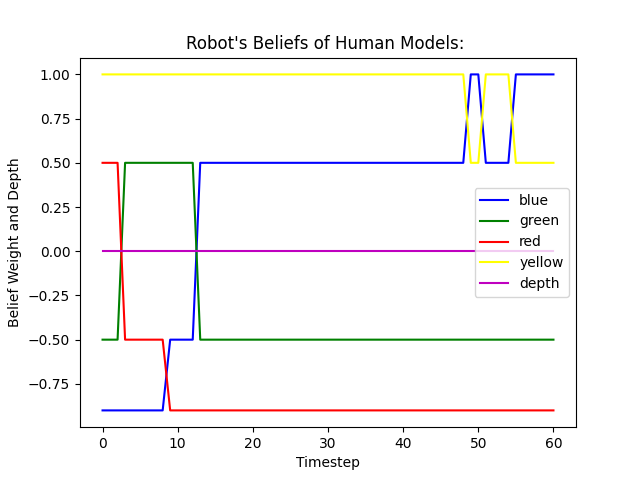 Robot's Beliefs of Human Models:
Belief Weight and Depth
1.00
0.75
0.50
0.25
0.00
−0.25
−0.50
−0.75
blue
green
red
yellow
depth
0 10 20 30 40 50 60
Timestep